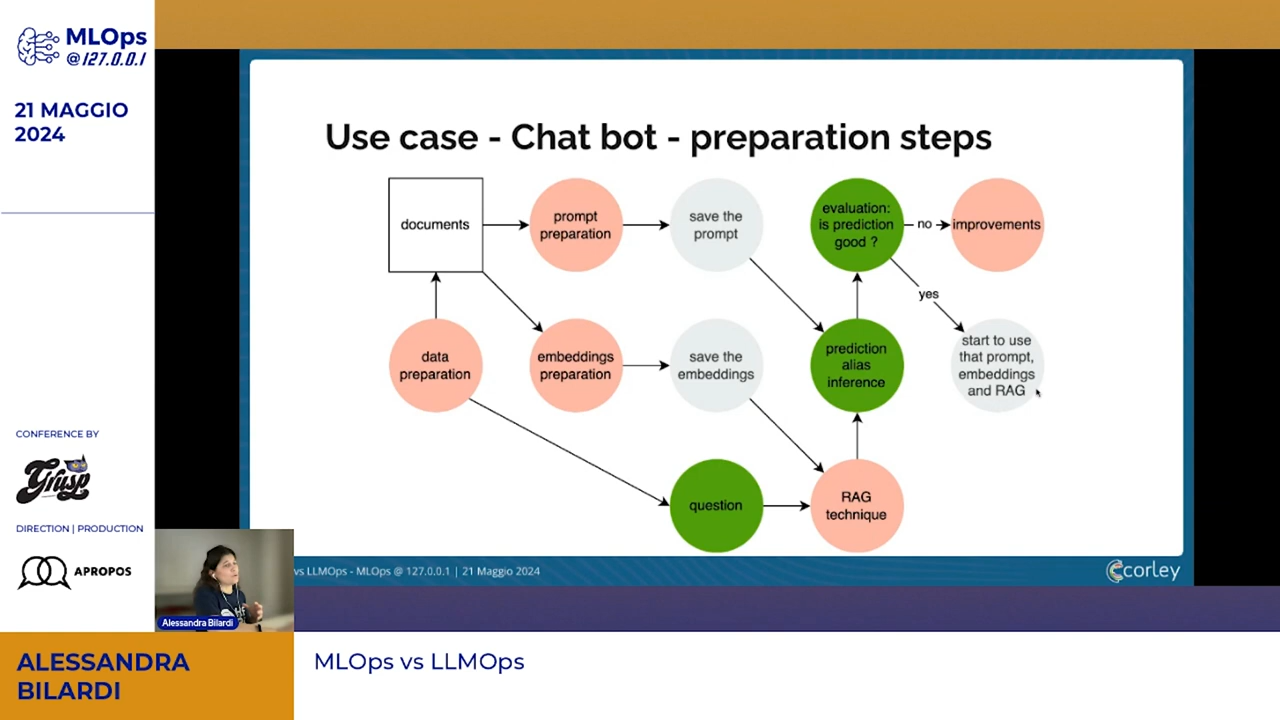 MLOps
@127.0.0.1
21 MAGGIO
2024
CONFERENCE BY
Grusp
DIRECTION | PRODUCTION
APROPOS
Use case - Chat bot - preparation steps
documents
prompt
preparation
save the
prompt
evaluation:
is prediction
good ?
no
improvements
yes
data
preparation
embeddings
preparation
save the
embeddings
prediction
alias
inference
start to use
that prompt,
embeddings
and RAG
question
RAG
technique
vs LLMOps - MLOps @ 127.0.0.1 | 21 Maggio 2024
corley
Alessandra Bilardi
ALESSANDRA
BILARDI
MLOps vs LLMOps